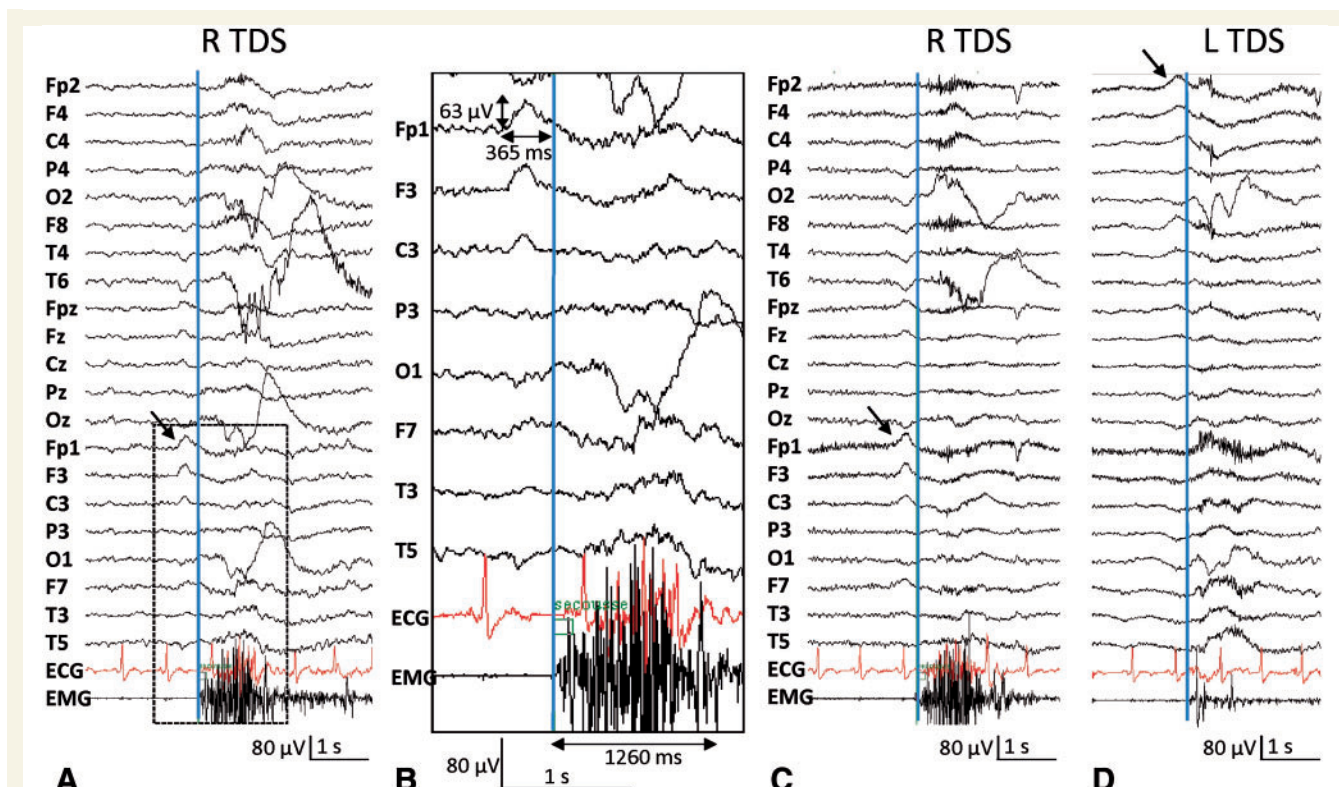 R TDS
Fp2
F4
C4
P4
O2
F8
T4
T6
Fpz
Fz
Cz
Pz
Oz
Fp1
F3
C3
P3
O1
F7
T3
T5
ECG
EMG
80 µV 1 s
A
63 µV
Fp1
365 ms
F3
C3
P3
O1
F7
T3
T5
secousse
ECG
EMG
1260 ms
80 µV
1 s
B
R TDS
Fp2
F4
C4
P4
O2
F8
T4
T6
Fpz
Fz
Cz
Pz
Oz
Fp1
F3
C3
P3
O1
F7
T3
T5
ECG
EMG
80 µV 1 s
C
L TDS
80 µV 1 s
D